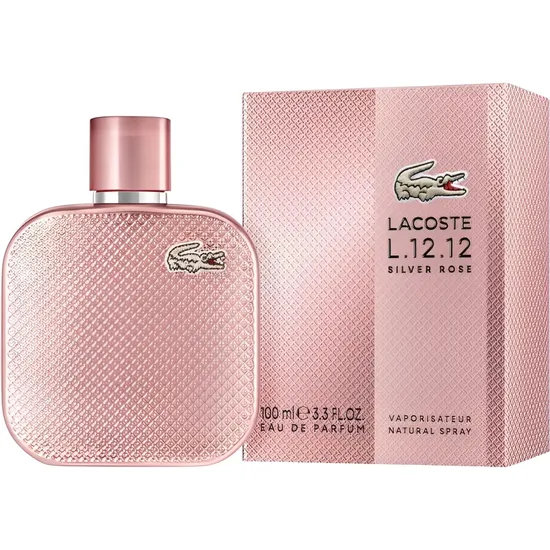 LACOSTE
L.12.12
SILVER ROSE
100 ml ℮ 3.3 FL.OZ.
EAU DE PARFUM
VAPORISATEUR
NATURAL SPRAY